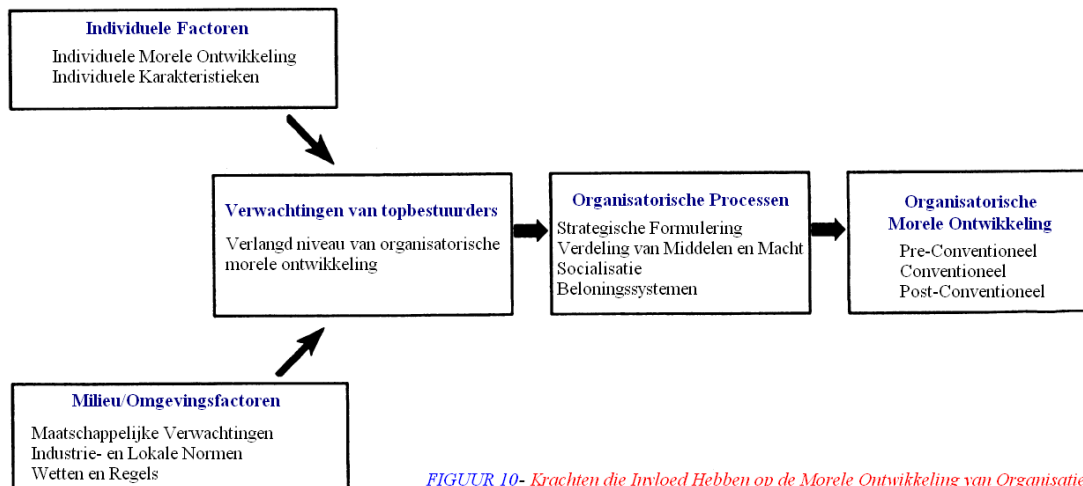 Individuele Factoren
Individuele Morele Ontwikkeling
Individuele Karakteristieken
Verwachtingen van topbestuurders
Verlangd niveau van organisatorische
morele ontwikkeling
Organisatorische Processen
Strategische Formulering
Verdeling van Middelen en Macht
Socialisatie
Beloningssystemen
Organisatorische
Morele Ontwikkeling
Pre-Conventioneel
Conventioneel
Post-Conventioneel
Milieu/Omgevingsfactoren
Maatschappelijke Verwachtingen
Industrie- en Lokale Normen
Wetten en Regels
FIGUUR 10- Krachten die Invloed Hebben op de Morele Ontwikkeling van Organisatie